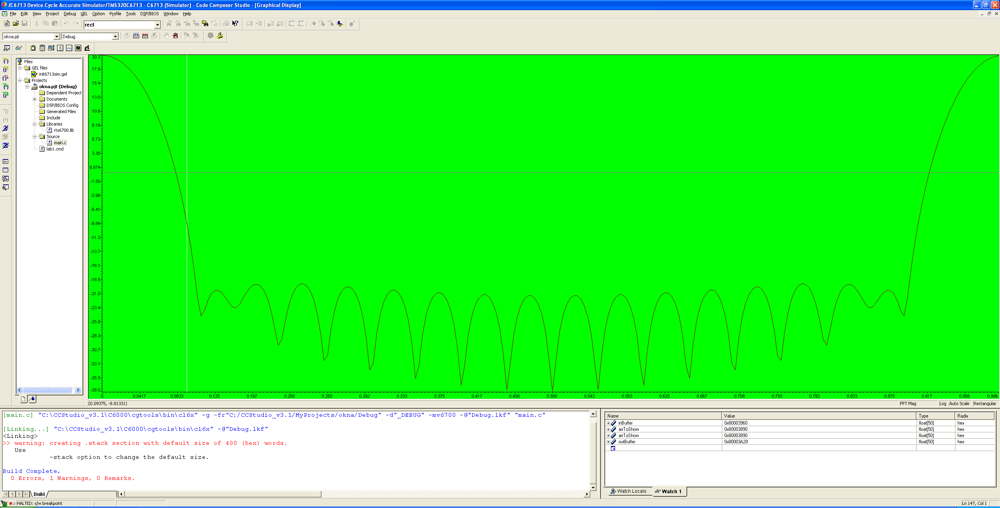 /C6713 Device Cycle Accurate Simulator/TMS320C6713 - C6713 (Simulator) - Code Composer Studio - [Graphical Display]
File Edit View Project Debug GEL Option Profile Tools DSP/BIOS Window Help
rect
okna.pjt Debug
Files
GEL files
init6713sim.gel
Projects
okna.pjt (Debug)
Dependent Project
Documents
DSP/BIOS Config
Generated Files
Include
Libraries
rts6700.lib
Source
main.c
lab1.cmd
20.3
17.9
15.4
13.0
10.6
8.16
5.73
3.30
0.874
-1.55
-3.98
-6.41
-8.84
-11.3
-13.7
-16.1
-18.5
-21.0
-23.4
-25.8
-28.3
-30.7
-33.1
-35.5
-38.0
0 0.0417 0.0833 0.125 0.167 0.208 0.250 0.292 0.333 0.375 0.417 0.458 0.500 0.542 0.583 0.625 0.667 0.708 0.750 0.792 0.833 0.875 0.917 0.958 0.996
(0.09375, -8.81331) FFT Mag Log Auto Scale Rectangular
[main.c] "C:\CCStudio_v3.1\C6000\cgtools\bin\cl6x" -g -fr"C:/CCStudio_v3.1/MyProjects/okna/Debug" -d"_DEBUG" -mv6700 -@"Debug.lkf" "main.c"
[Linking...] "C:\CCStudio_v3.1\C6000\cgtools\bin\cl6x" -@"Debug.lkf"
<Linking>
>> warning: creating .stack section with default size of 400 (hex) words.
Use
-stack option to change the default size.
Build Complete,
0 Errors, 1 Warnings, 0 Remarks.
Build
Name Value Type Radix
inBuffer 0x80003960 float[50] hex
arrToShow 0x80003890 float[50] hex
arrToShow 0x80003890 float[50] hex
outBuffer 0x80003A28 float[50] hex
Watch Locals Watch 1
HALTED: s/w breakpoint Ln 147, Col 1